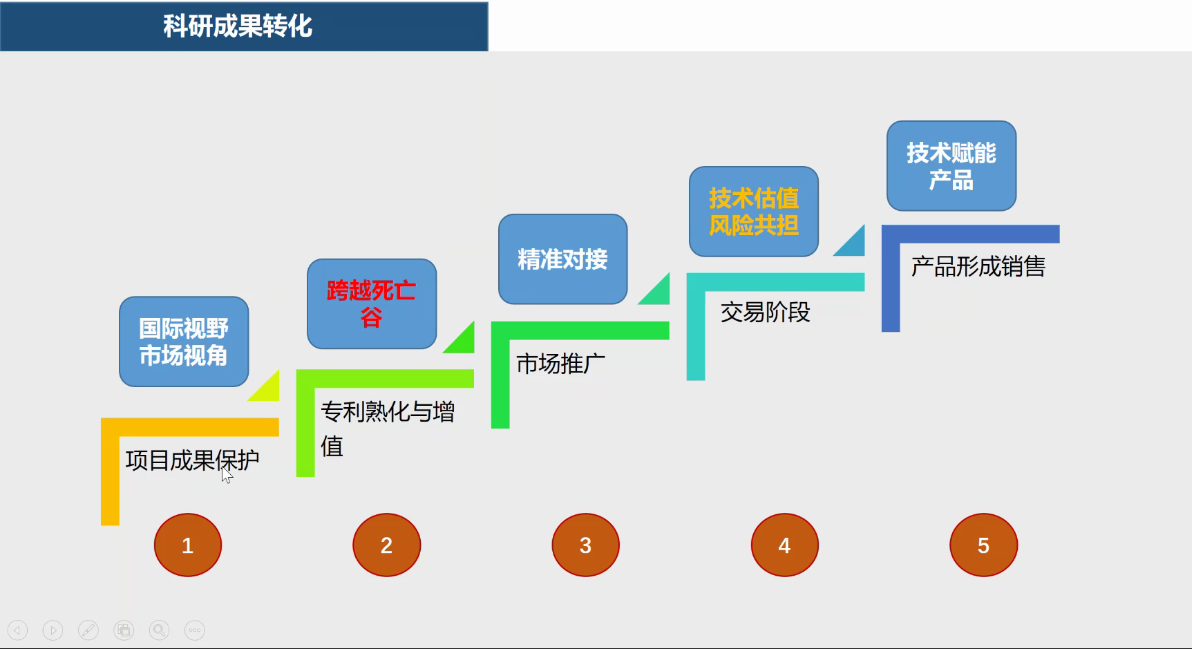 科研成果转化
国际视野
市场视角
项目成果保护
1
跨越死亡
谷
专利熟化与增
值
2
精准对接
市场推广
3
技术估值
风险共担
交易阶段
4
技术赋能
产品
产品形成销售
5